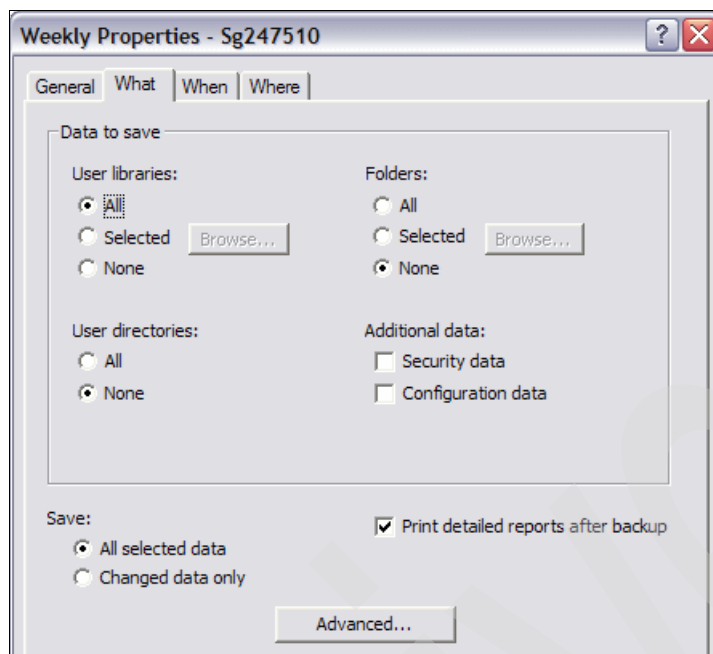 Weekly Properties - Sg247510
General What When Where
Data to save
User libraries:
All
Selected Browse...
None
Folders:
All
Selected Browse...
None
User directories:
All
None
Additional data:
Security data
Configuration data
Save:
All selected data
Changed data only
Print detailed reports after backup
Advanced...